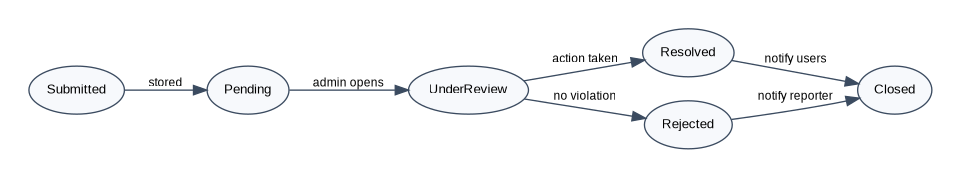 Submitted
stored
Pending
admin opens
UnderReview
action taken
no violation
Resolved
Rejected
notify users
notify reporter
Closed